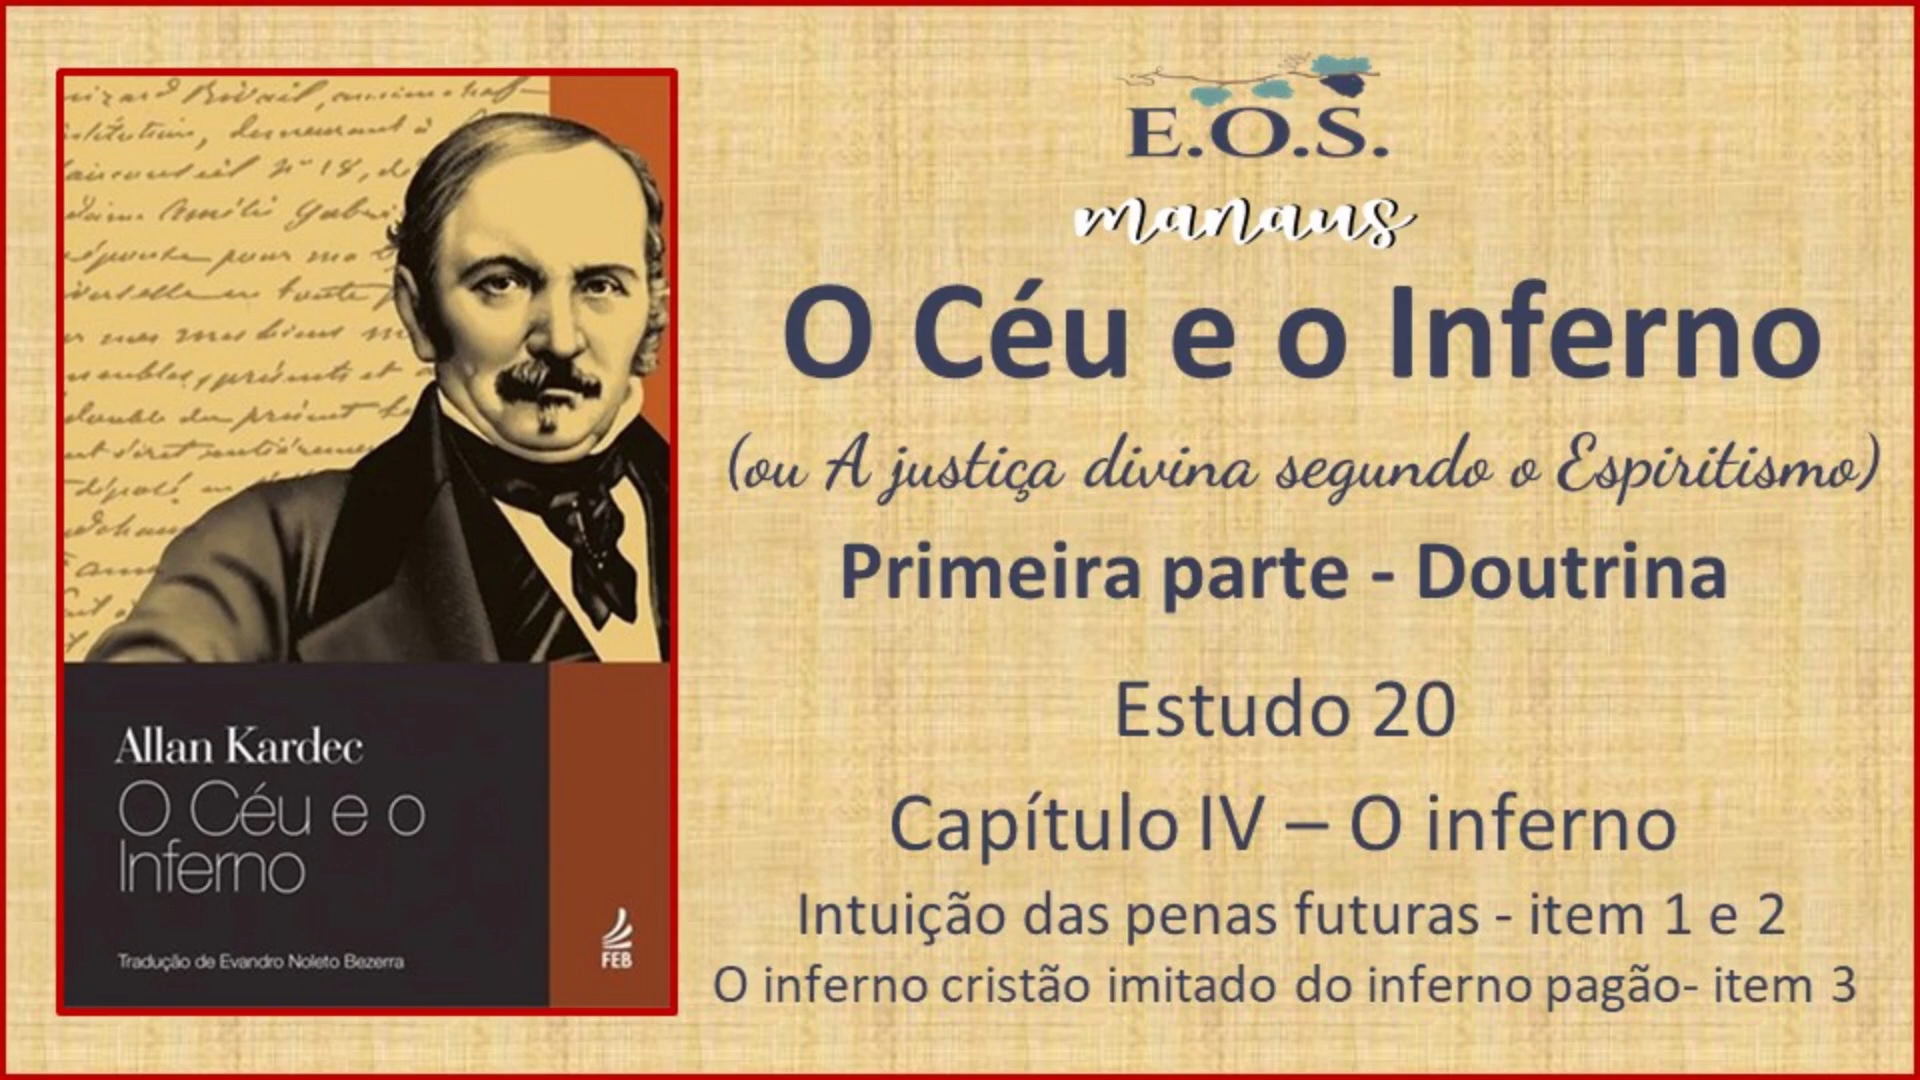 Allan Kardec
O Céu e o
Inferno
Tradução de Evandro Noleto Bezerra
FEB
E.O.S.
manaus
O Céu e o Inferno
(ou A justiça divina segundo o Espiritismo)
Primeira parte - Doutrina
Estudo 20
Capítulo IV – O inferno
Intuição das penas futuras - item 1 e 2
O inferno cristão imitado do inferno pagão- item 3